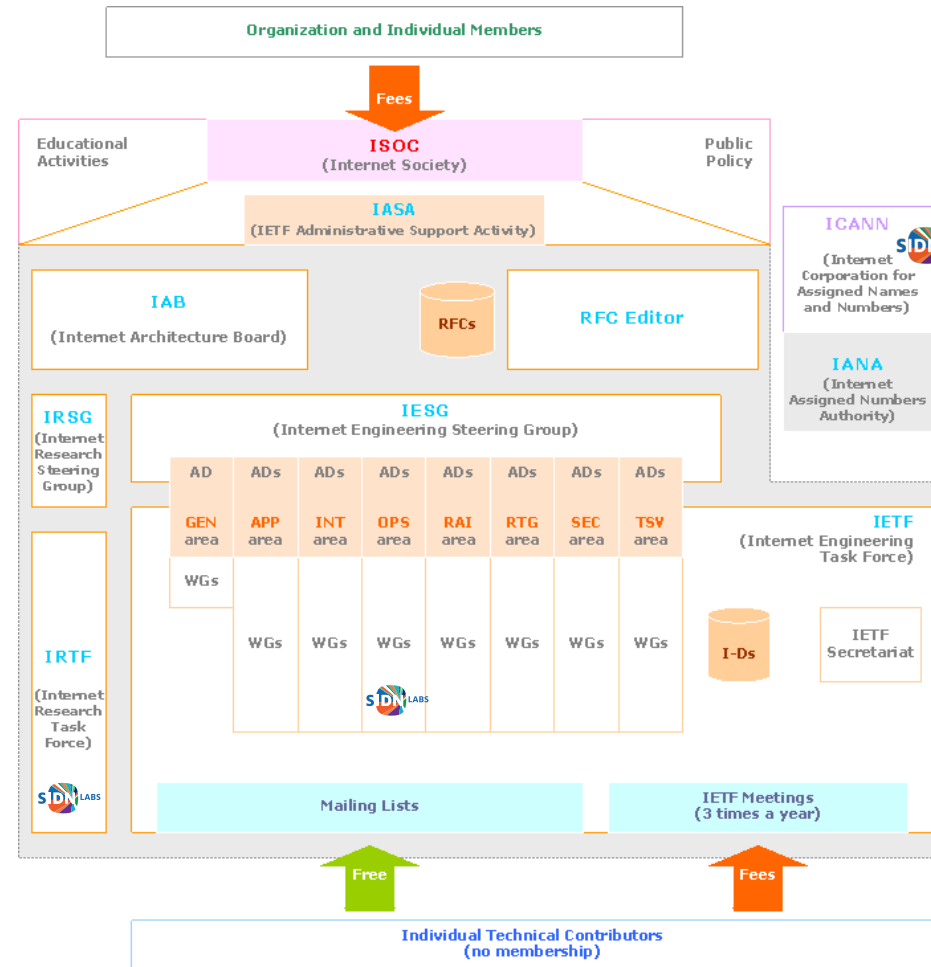 Organization and Individual Members
Fees
Educational
Activities
ISOC
(Internet Society)
Public
Policy
IASA
(IETF Administrative Support Activity)
ICANN
(Internet
Corporation for
Assigned Names
and Numbers)
SID
IAB
(Internet Architecture Board)
RFCs
RFC Editor
IANA
(Internet
Assigned Numbers
Authority)
IRSG
(Internet
Research
Steering
Group)
IESG
(Internet Engineering Steering Group)
AD ADs ADs ADs ADs ADs ADs ADs
GEN APP INT OPS RAI RTG SEC TSV
area area area area area area area area
IETF
(Internet Engineering
Task Force)
WGs
WGs WGs WGs WGs WGs WGs WGs
SIDN LABS
I-Ds
IETF
Secretariat
IRTF
(Internet
Research
Task
Force)
SIDN LABS
Mailing Lists
IETF Meetings
(3 times a year)
Free
Fees
Individual Technical Contributors
(no membership)